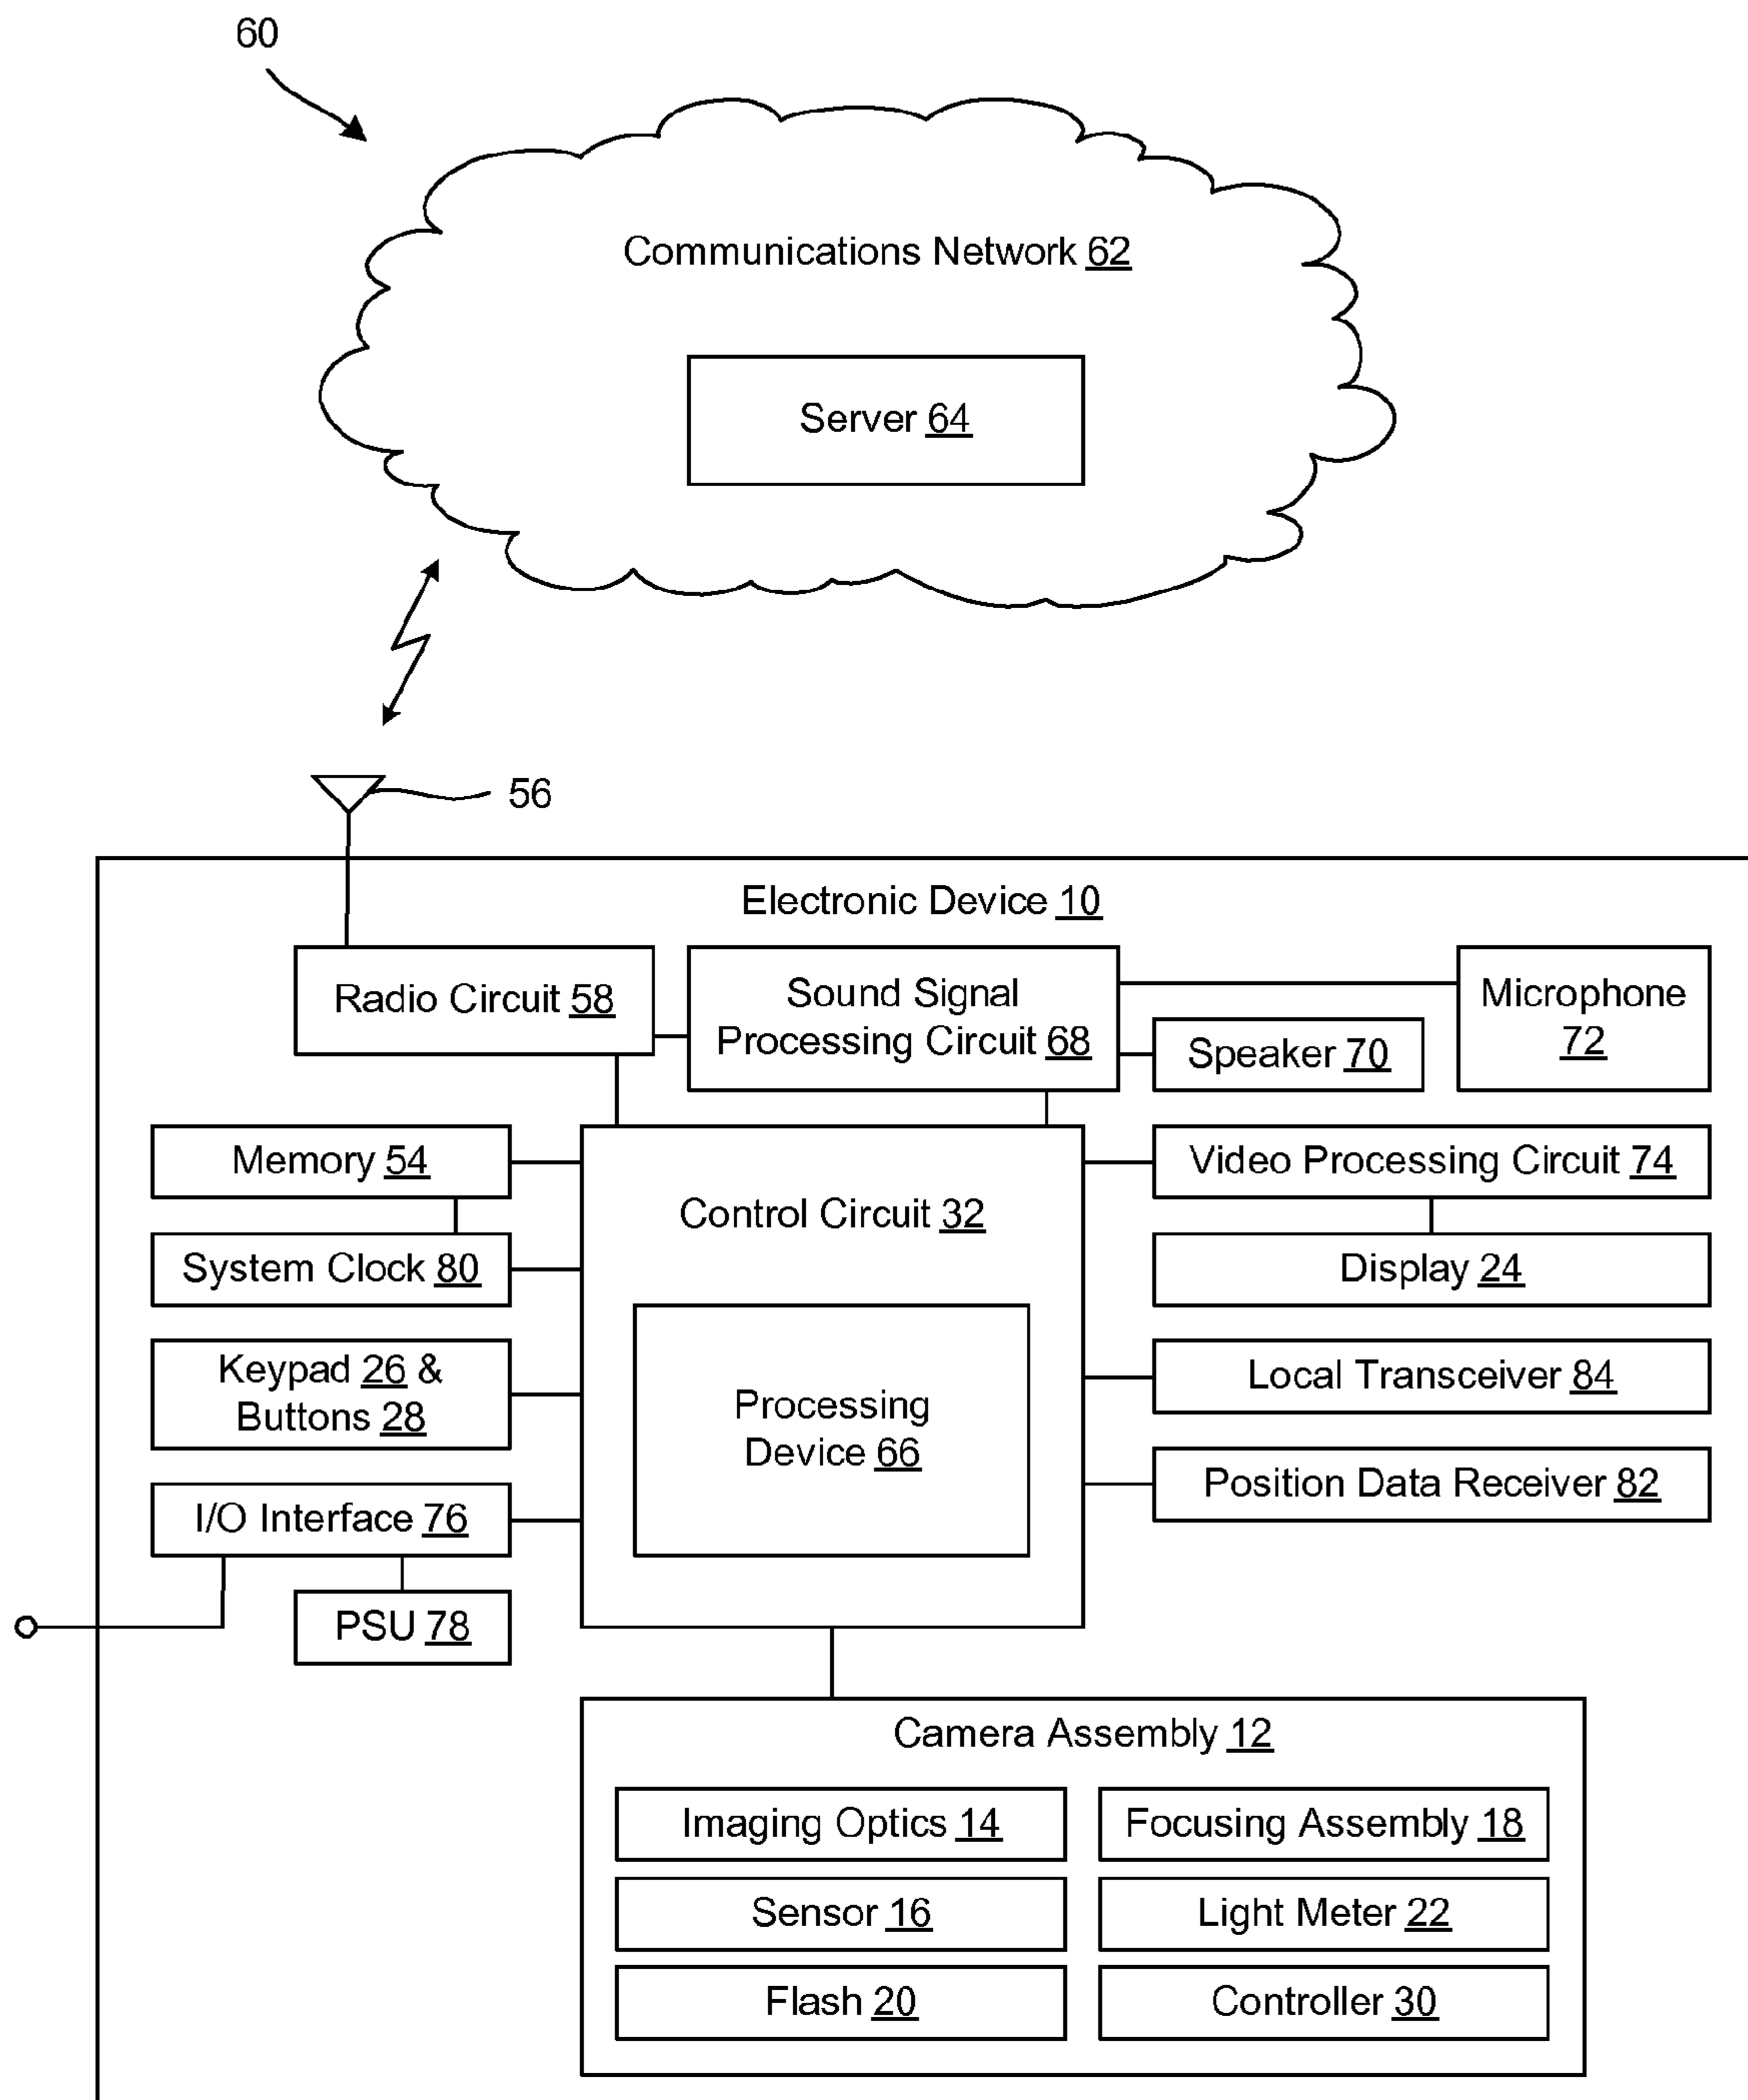 60
Communications Network 62
Server 64
56
Electronic Device 10
Radio Circuit 58
Sound Signal
Processing Circuit 68
Microphone
72
Speaker 70
Memory 54
System Clock 80
Keypad 26 &
Buttons 28
I/O Interface 76
PSU 78
Control Circuit 32
Processing
Device 66
Video Processing Circuit 74
Display 24
Local Transceiver 84
Position Data Receiver 82
Camera Assembly 12
Imaging Optics 14
Focusing Assembly 18
Sensor 16
Light Meter 22
Flash 20
Controller 30